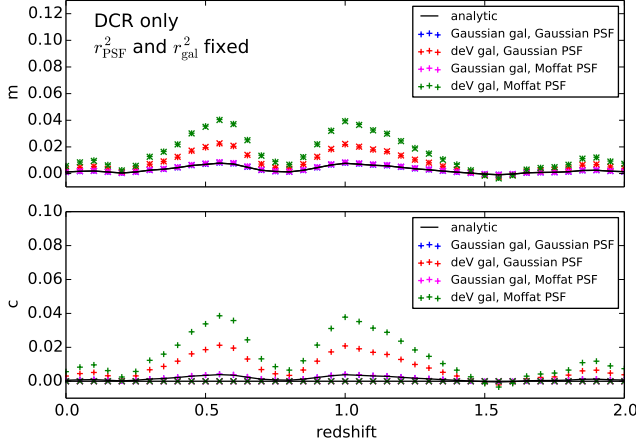 DCR only
r²PSF and r²gal fixed
analytic
Gaussian gal, Gaussian PSF
deV gal, Gaussian PSF
Gaussian gal, Moffat PSF
deV gal, Moffat PSF
m
0.12
0.10
0.08
0.06
0.04
0.02
0.00
analytic
Gaussian gal, Gaussian PSF
deV gal, Gaussian PSF
Gaussian gal, Moffat PSF
deV gal, Moffat PSF
c
0.10
0.08
0.06
0.04
0.02
0.00
0.0 0.5 1.0 1.5 2.0
redshift